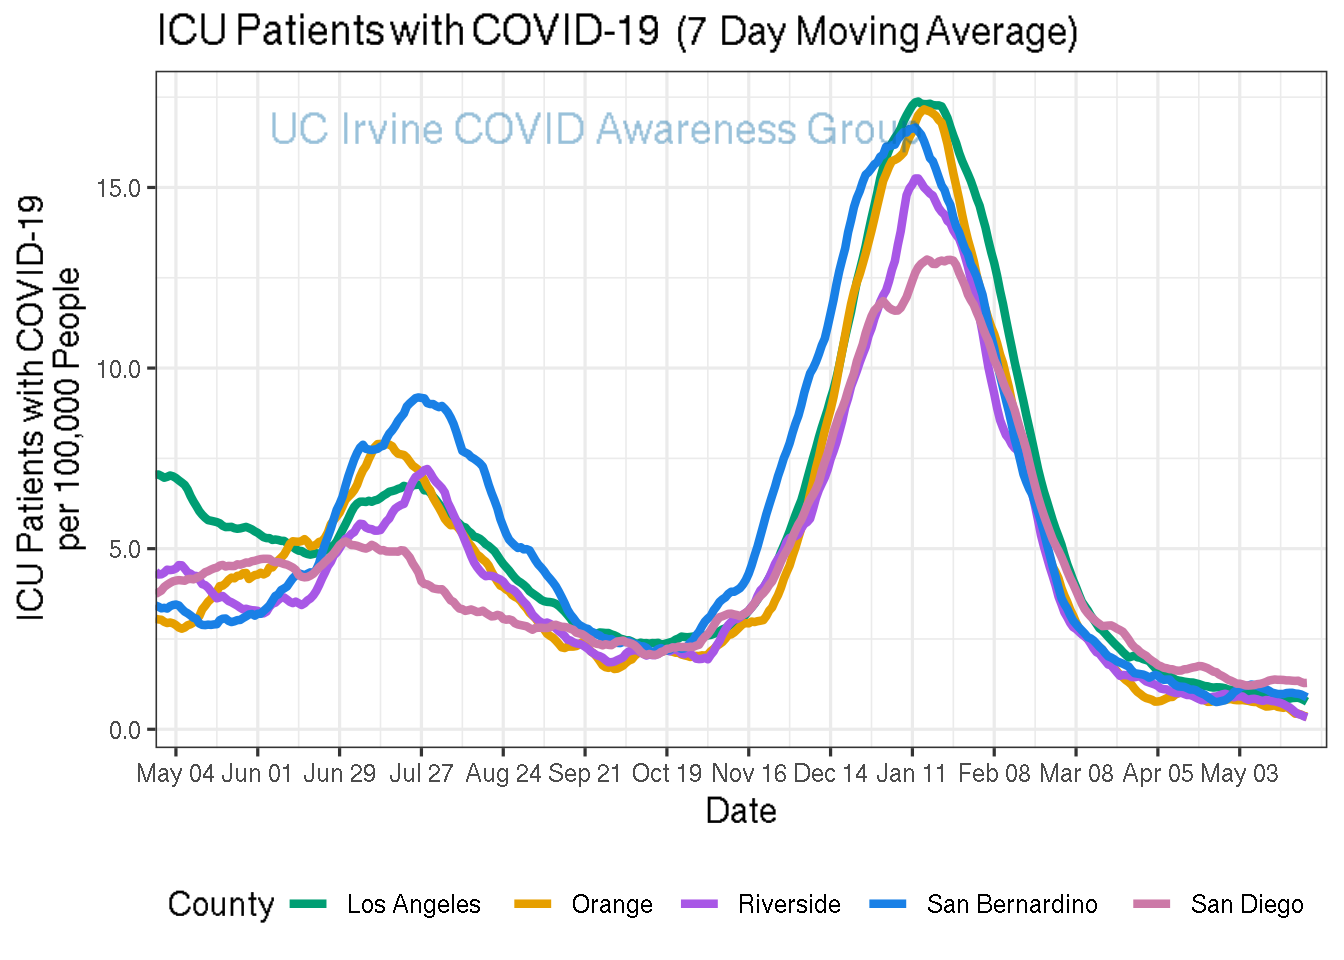 ICU Patients with COVID-19 (7 Day Moving Average)
UC Irvine COVID Awareness Group
ICU Patients with COVID-19
per 100,000 People
15.0
10.0
5.0
0.0
May 04 Jun 01 Jun 29 Jul 27 Aug 24 Sep 21 Oct 19 Nov 16 Dec 14 Jan 11 Feb 08 Mar 08 Apr 05 May 03
Date
County Los Angeles Orange Riverside San Bernardino San Diego